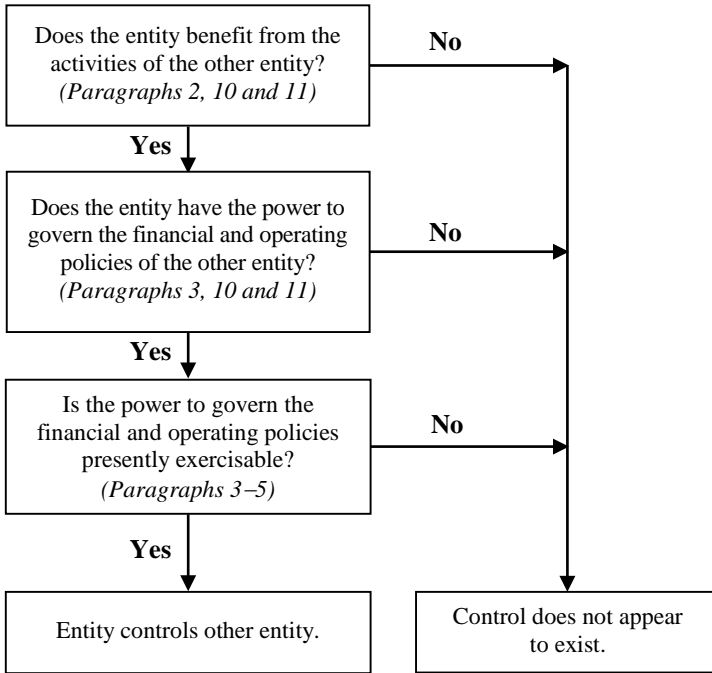 Does the entity benefit from the
activities of the other entity?
(Paragraphs 2, 10 and 11)
No
Yes
Does the entity have the power to
govern the financial and operating
policies of the other entity?
(Paragraphs 3, 10 and 11)
No
Yes
Is the power to govern the
financial and operating policies
presently exercisable?
(Paragraphs 3–5)
No
Yes
Entity controls other entity.
Control does not appear
to exist.